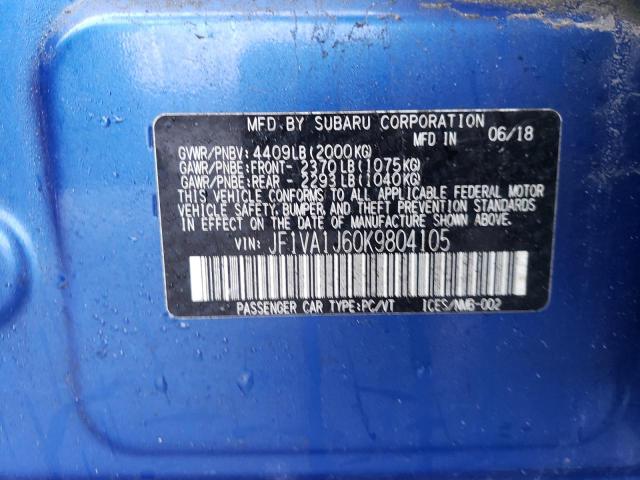 MFD BY SUBARU CORPORATION
MFD IN 06/18
GVWR/PNBV: 4409LB(2000KG)
GAWR/PNBE:FRONT- 2370LB(1075KG)
GAWR/PNBE:REAR - 2293LB(1040KG)
THIS VEHICLE CONFORMS TO ALL APPLICABLE FEDERAL MOTOR
VEHICLE SAFETY, BUMPER, AND THEFT PREVENTION STANDARDS
IN EFFECT ON THE DATE OF MANUFACTURE SHOWN ABOVE.
VIN: JF1VA1J60K9804105
PASSENGER CAR TYPE:PC/VT ICES/NMB-002